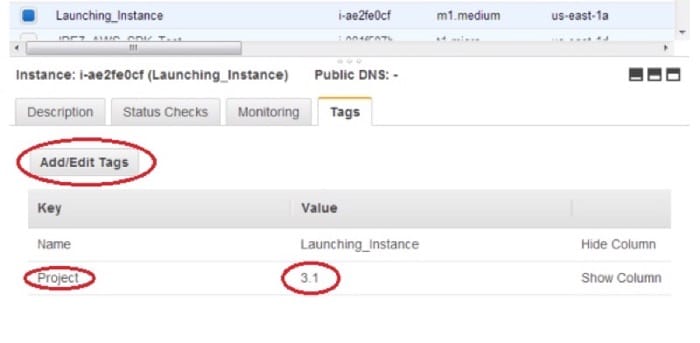 Launching_Instance i-ae2fe0cf m1.medium us-east-1a
Instance: i-ae2fe0cf (Launching_Instance) Public DNS: -
Description Status Checks Monitoring Tags
Add/Edit Tags
Key Value
Name Launching_Instance Hide Column
Project 3.1 Show Column